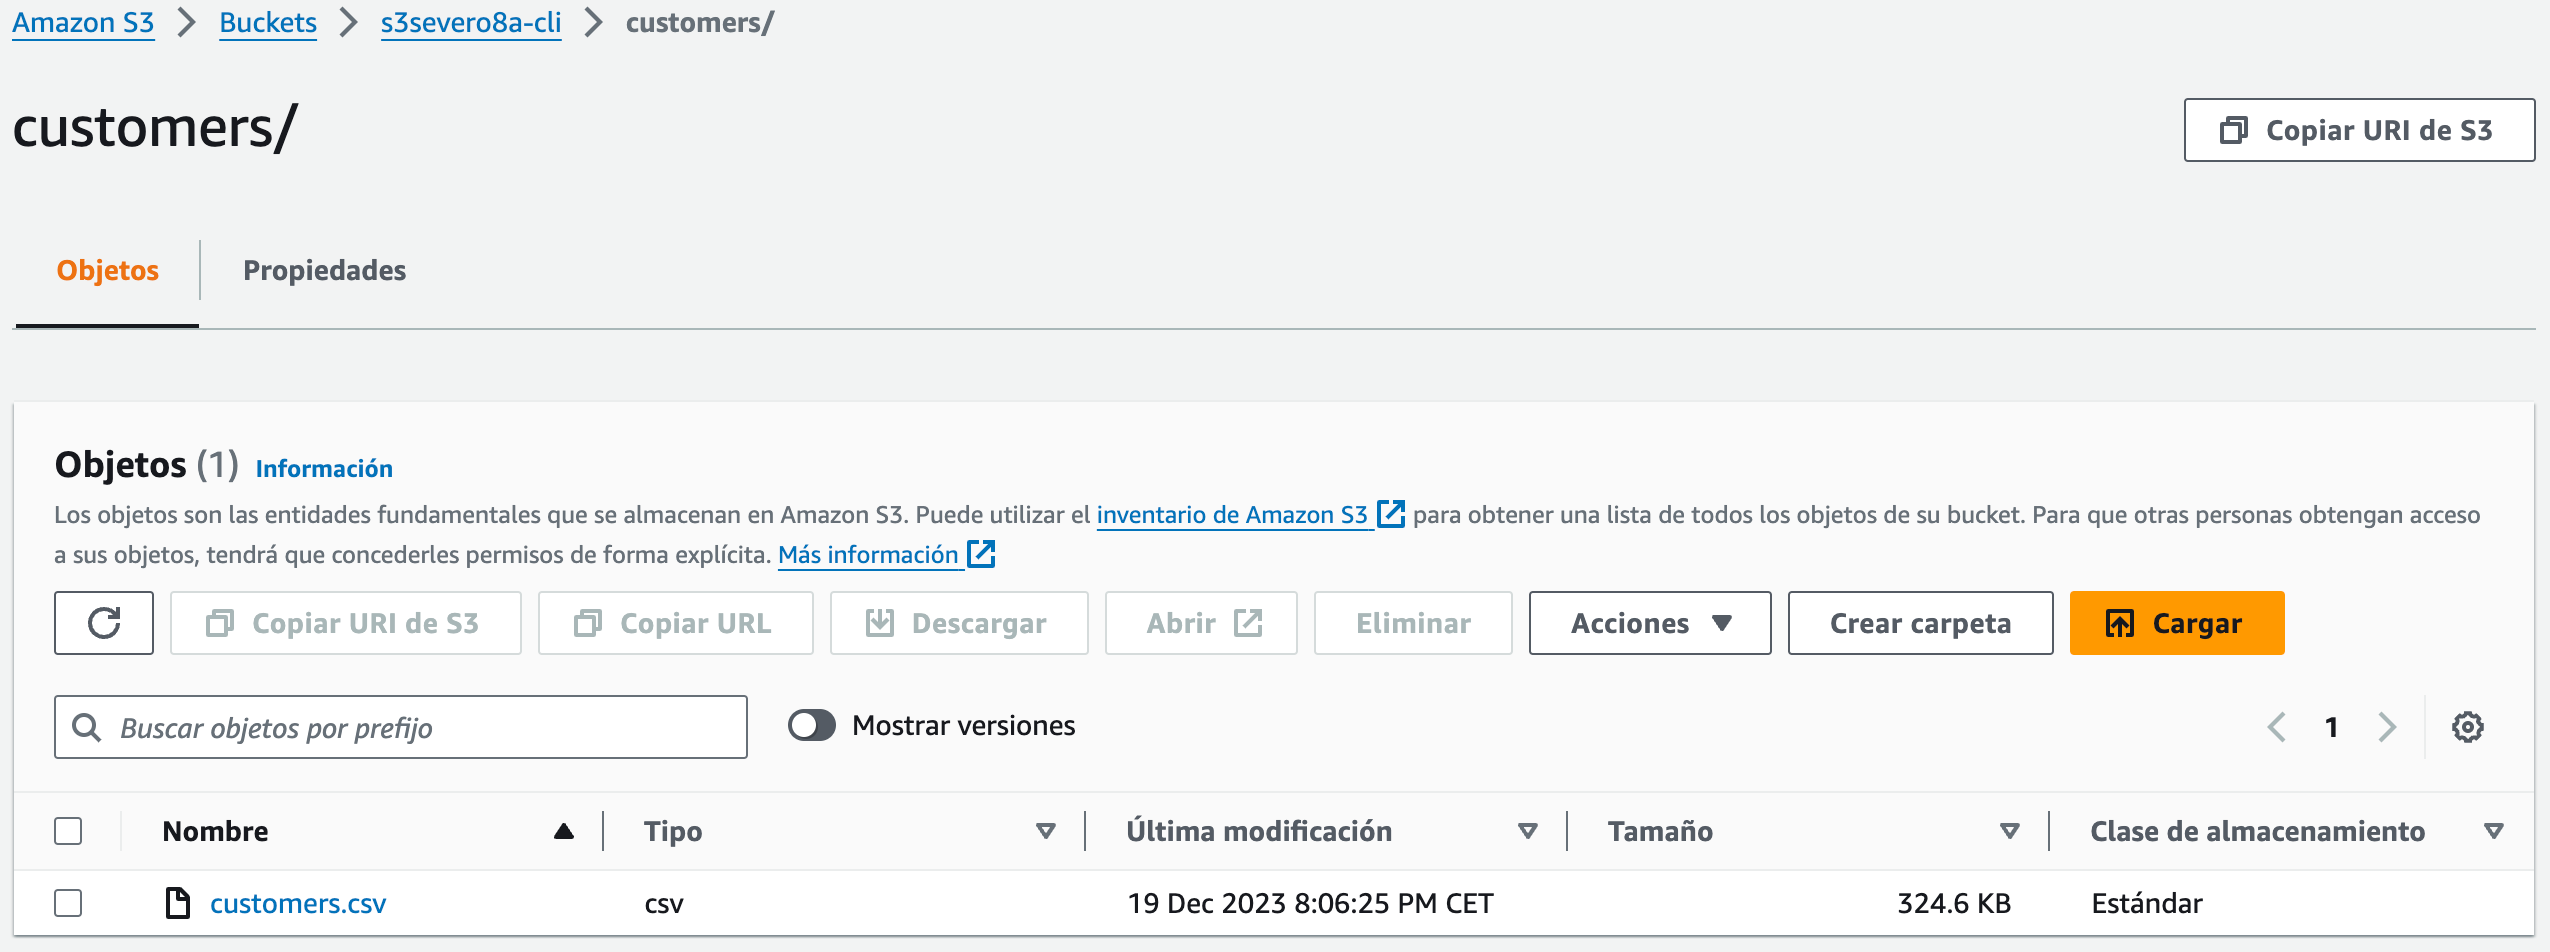 Amazon S3 > Buckets > s3severo8a-cli > customers/
customers/
Copiar URI de S3
Objetos Propiedades
Objetos (1) Información
Los objetos son las entidades fundamentales que se almacenan en Amazon S3. Puede utilizar el inventario de Amazon S3 para obtener una lista de todos los objetos de su bucket. Para que otras personas obtengan acceso
a sus objetos, tendrá que concederles permisos de forma explícita. Más información
Copiar URI de S3 Copiar URL Descargar Abrir Eliminar Acciones Crear carpeta Cargar
Buscar objetos por prefijo Mostrar versiones 1
Nombre Tipo Última modificación Tamaño Clase de almacenamiento
customers.csv csv 19 Dec 2023 8:06:25 PM CET 324.6 KB Estándar